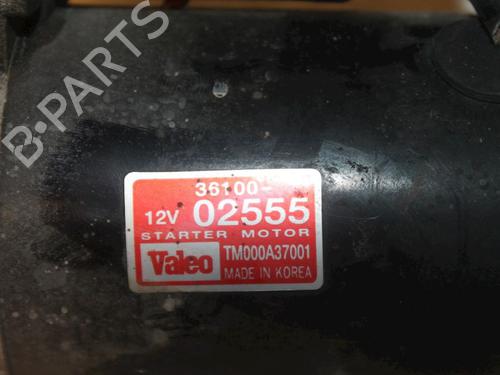 B-PARTS
36100-
12V 02555
STARTER MOTOR
Valeo TM000A37001
MADE IN KOREA